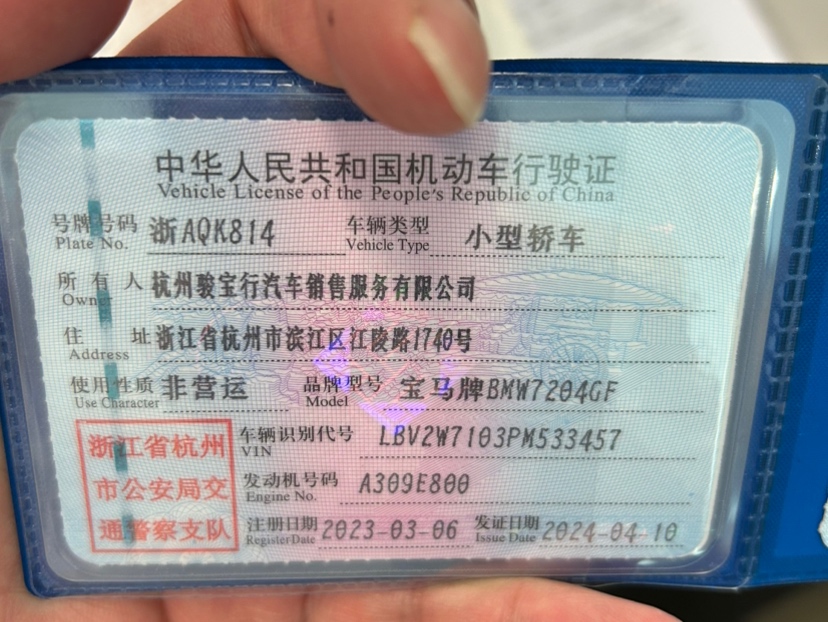 中华人民共和国机动车行驶证
Vehicle License of the People's Republic of China
号牌号码 浙AQK814 车辆类型 小型轿车
Plate No. Vehicle Type
所有人 杭州骏宝行汽车销售服务有限公司
Owner
住址 浙江省杭州市滨江区江陵路1740号
Address
使用性质 非营运 品牌型号 宝马牌BMW7204GF
Use Character Model
浙江省杭州
市公安局交
通警察支队
车辆识别代号 LBV2W7103PM533457
VIN
发动机号码 A309E800
Engine No.
注册日期 2023-03-06 发证日期 2024-04-10
Register Date Issue Date